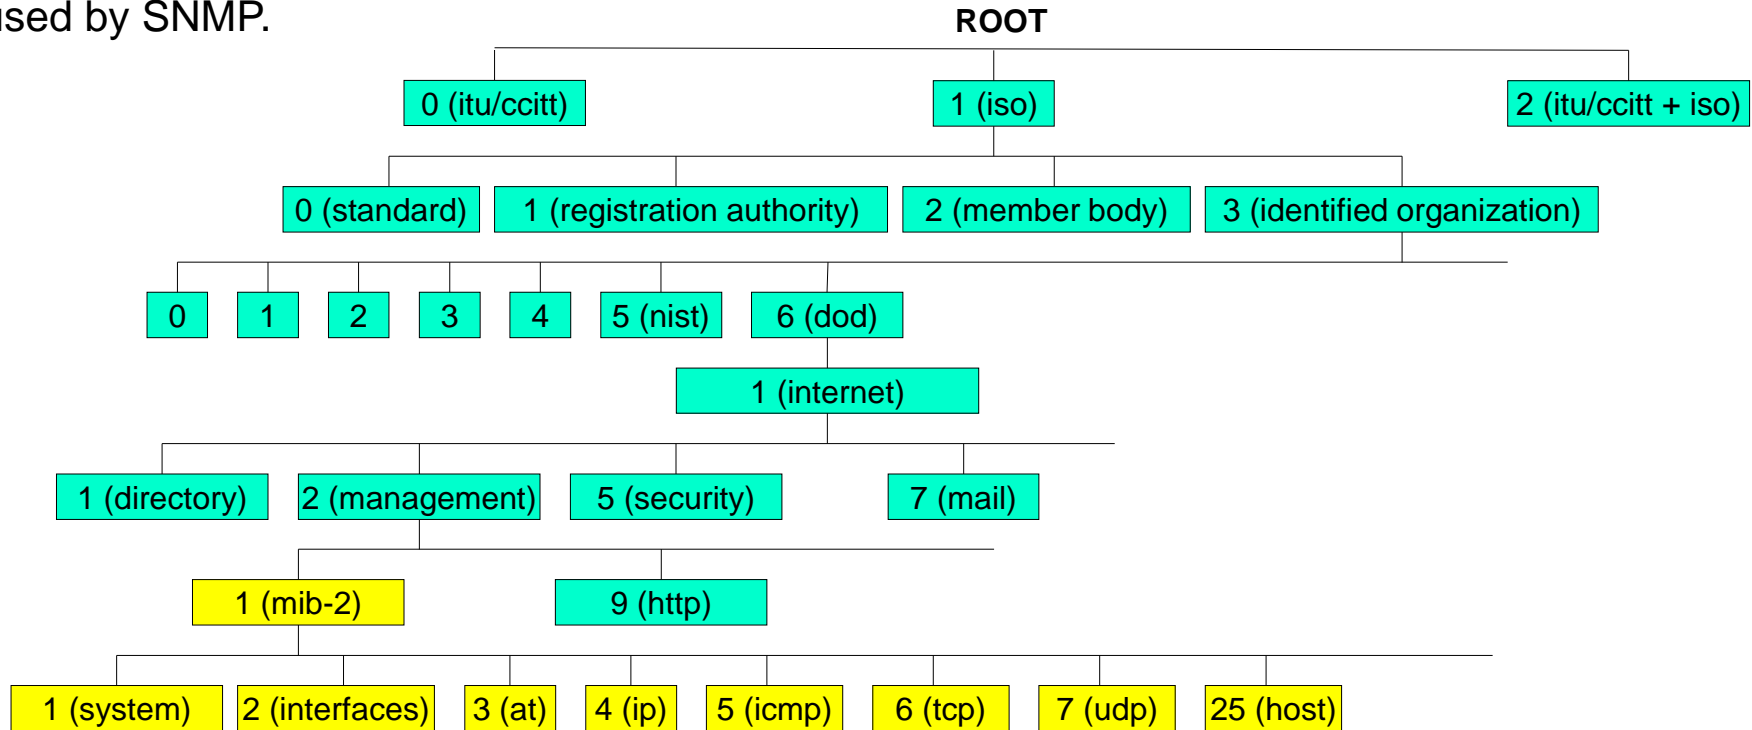 used by SNMP.
ROOT
0 (itu/ccitt) 1 (iso) 2 (itu/ccitt + iso)
0 (standard) 1 (registration authority) 2 (member body) 3 (identified organization)
0 1 2 3 4 5 (nist) 6 (dod)
1 (internet)
1 (directory) 2 (management) 5 (security) 7 (mail)
1 (mib-2) 9 (http)
1 (system) 2 (interfaces) 3 (at) 4 (ip) 5 (icmp) 6 (tcp) 7 (udp) 25 (host)